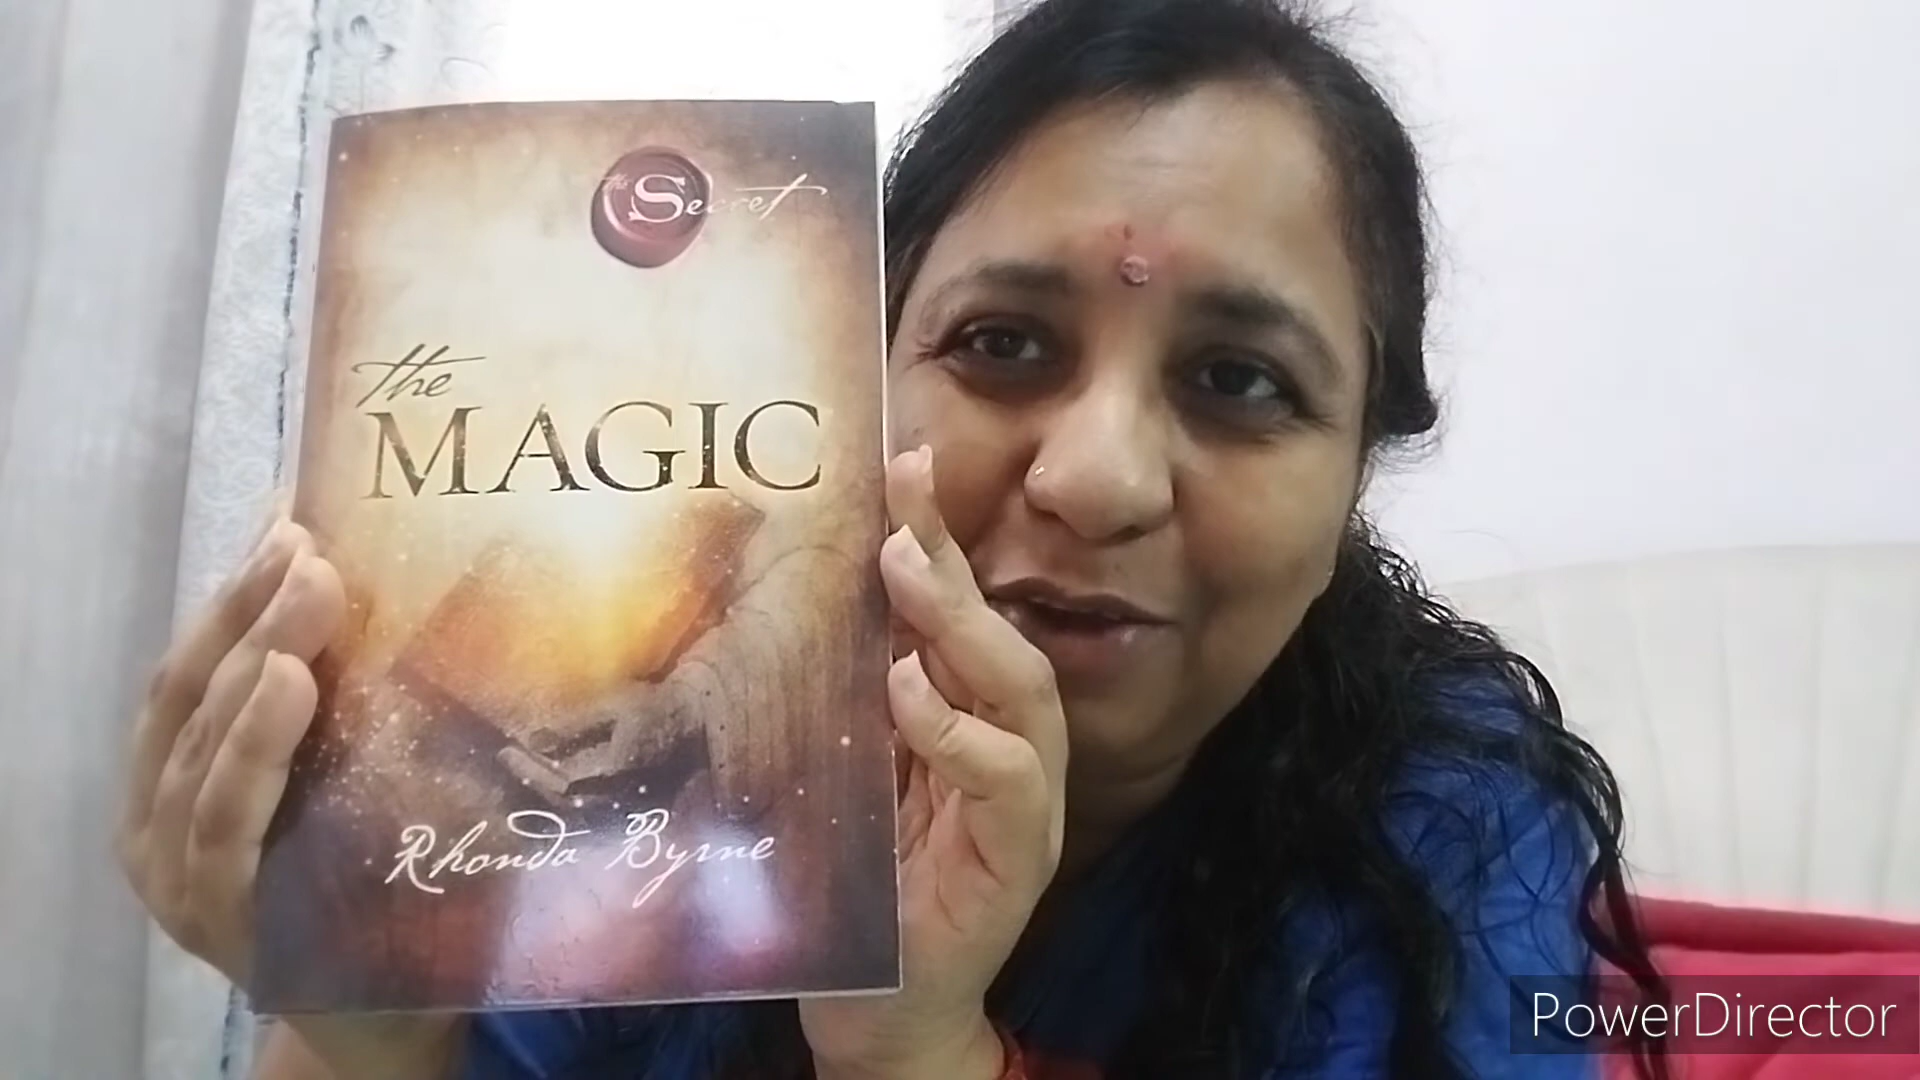 the Secret
the
MAGIC
Rhonda Byrne
PowerDirector